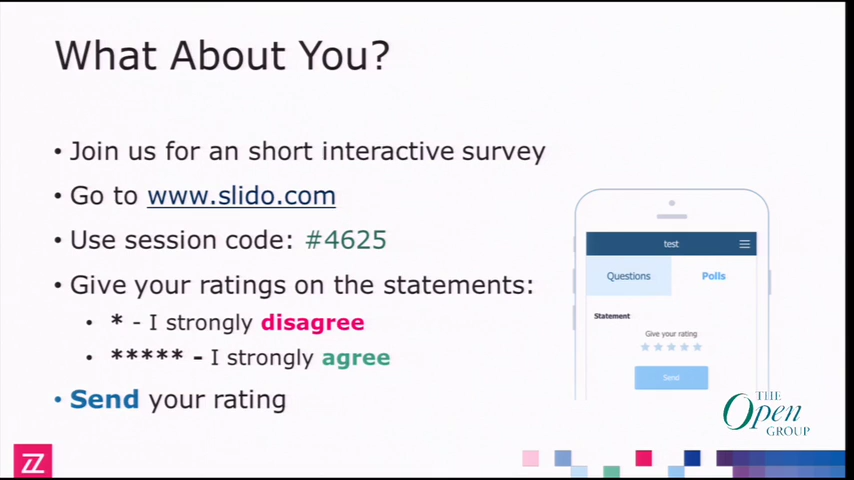 What About You?
• Join us for an short interactive survey
• Go to www.slido.com
• Use session code: #4625
• Give your ratings on the statements:
• * - I strongly disagree
• ***** - I strongly agree
• Send your rating
test
Questions Polls
Statement
Give your rating
Send
THE
Open
GROUP